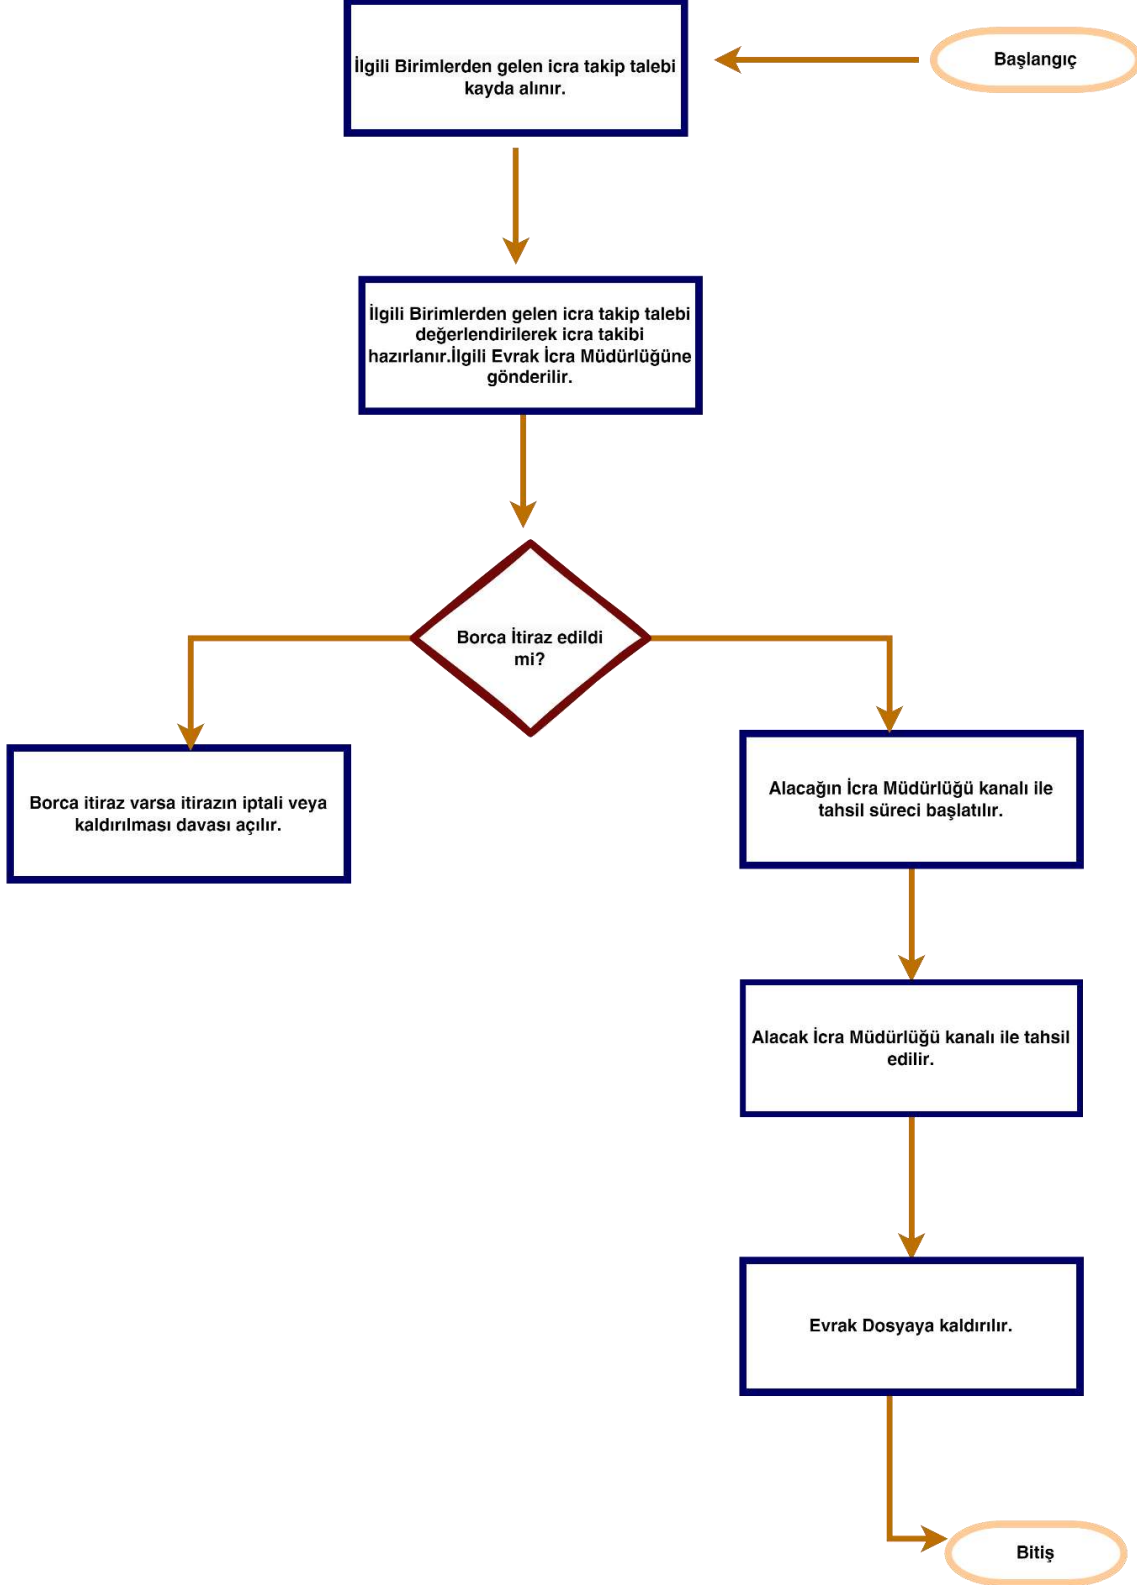 Başlangıç
İlgili Birimlerden gelen icra takip talebi
kayda alınır.
İlgili Birimlerden gelen icra takip talebi
değerlendirilerek icra takibi
hazırlanır.İlgili Evrak İcra Müdürlüğüne
gönderilir.
Borca İtiraz edildi
mi?
Borca itiraz varsa itirazın iptali veya
kaldırılması davası açılır.
Alacağın İcra Müdürlüğü kanalı ile
tahsil süreci başlatılır.
Alacak İcra Müdürlüğü kanalı ile tahsil
edilir.
Evrak Dosyaya kaldırılır.
Bitiş